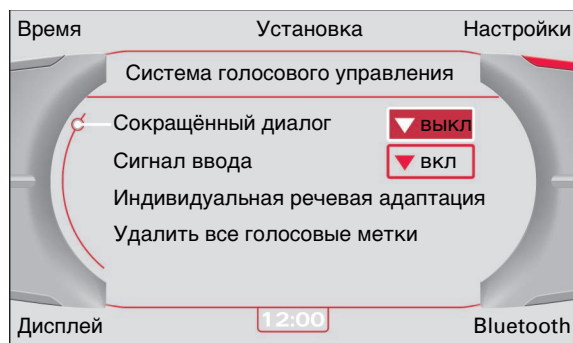 Время Установка Настройки
Система голосового управления
Сокращённый диалог выкл
Сигнал ввода вкл
Индивидуальная речевая адаптация
Удалить все голосовые метки
Дисплей 12:00 Bluetooth